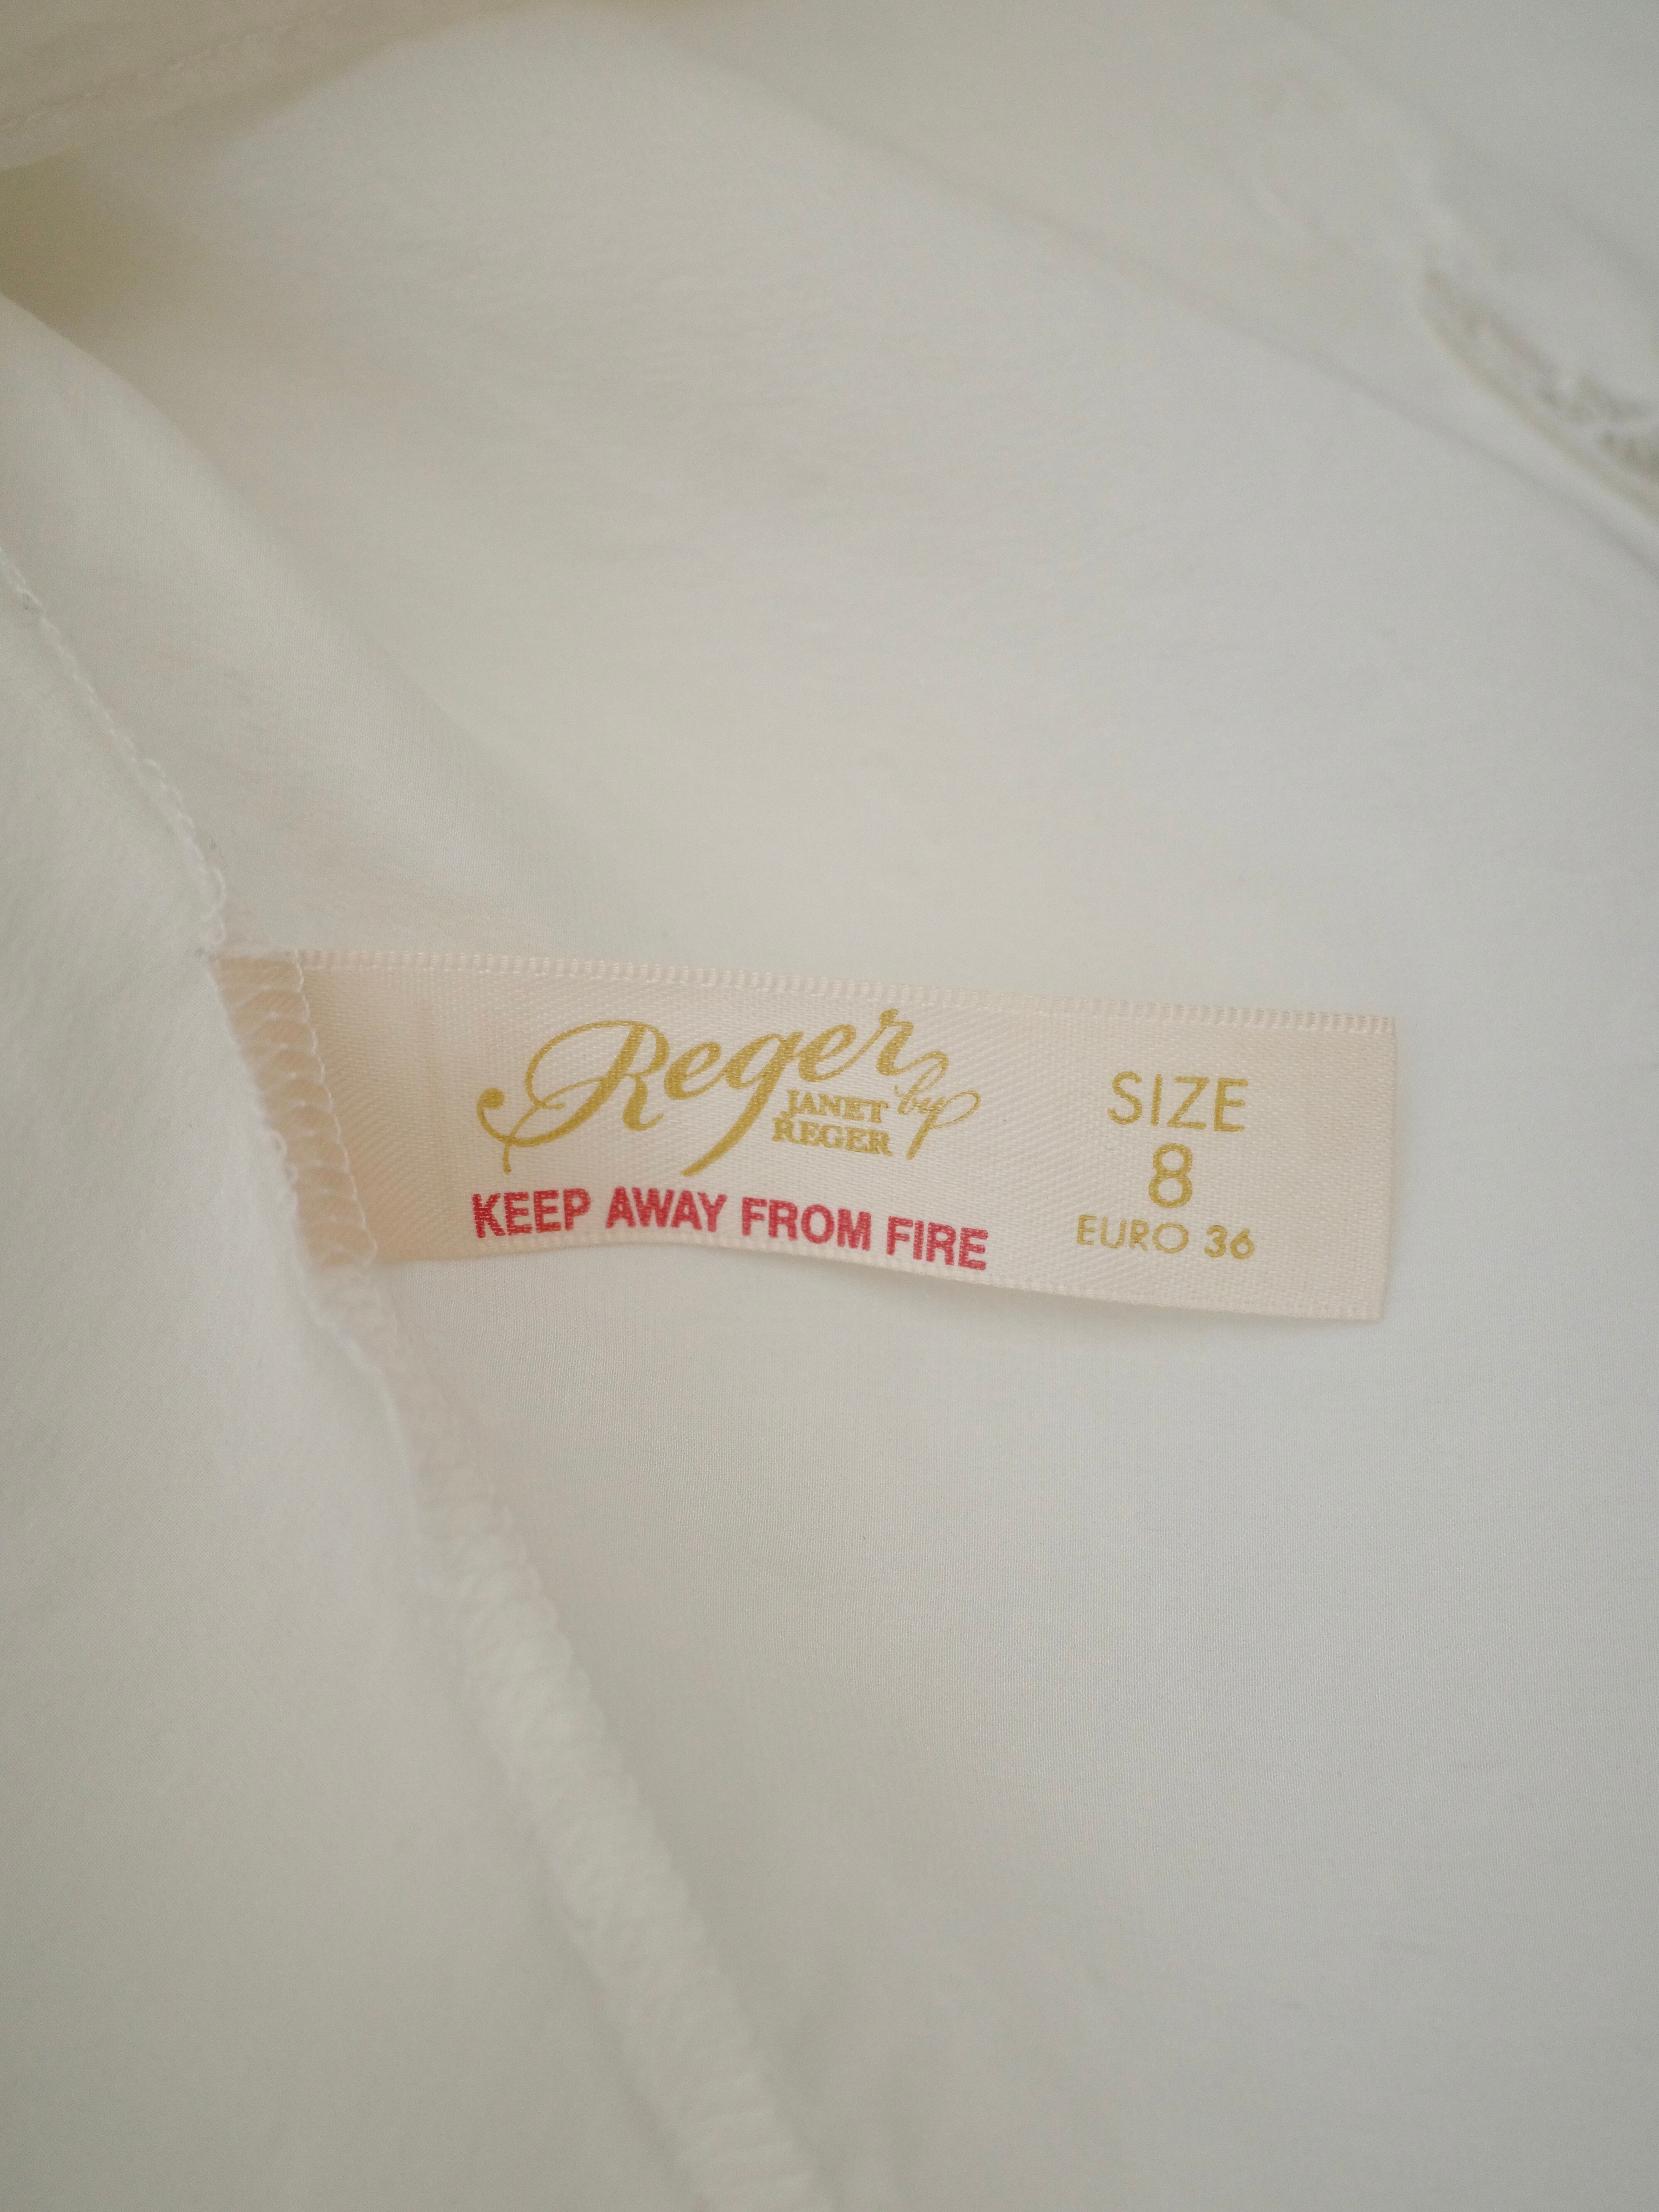 Reger by
JANET
REGER
KEEP AWAY FROM FIRE
SIZE
8
EURO 36